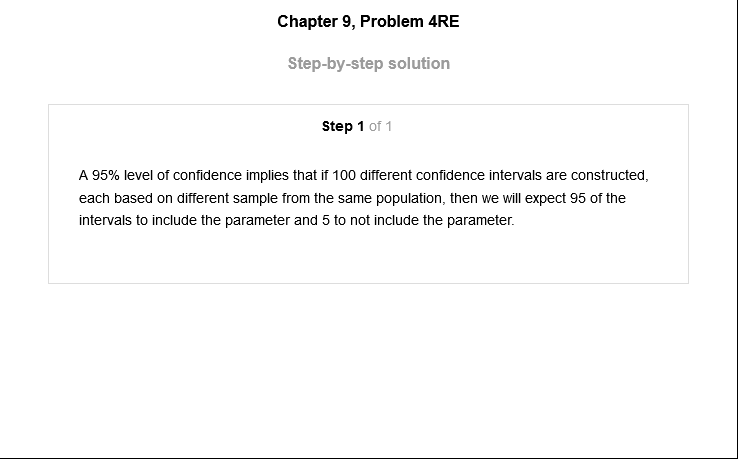 Chapter 9, Problem 4RE
Step-by-step solution
Step 1 of 1
A 95% level of confidence implies that if 100 different confidence intervals are constructed,
each based on different sample from the same population, then we will expect 95 of the
intervals to include the parameter and 5 to not include the parameter.